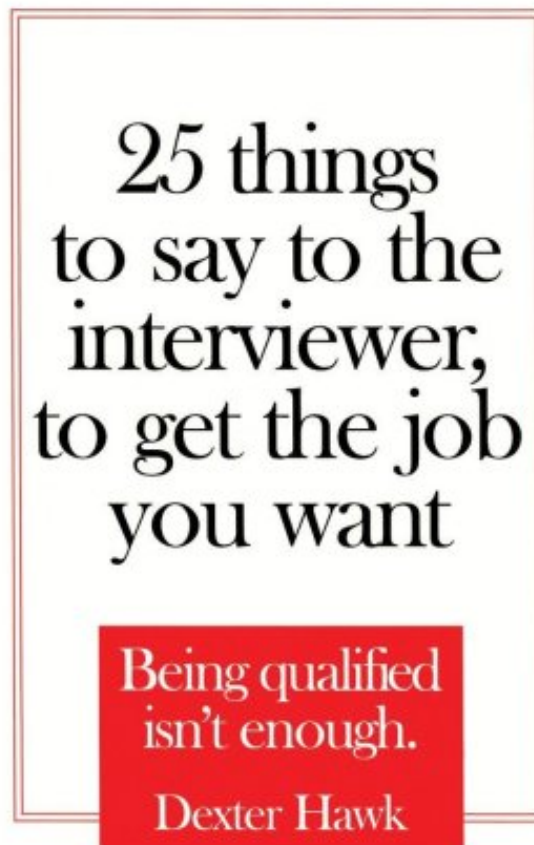 25 things
to say to the
interviewer,
to get the job
you want
Being qualified
isn't enough.
Dexter Hawk